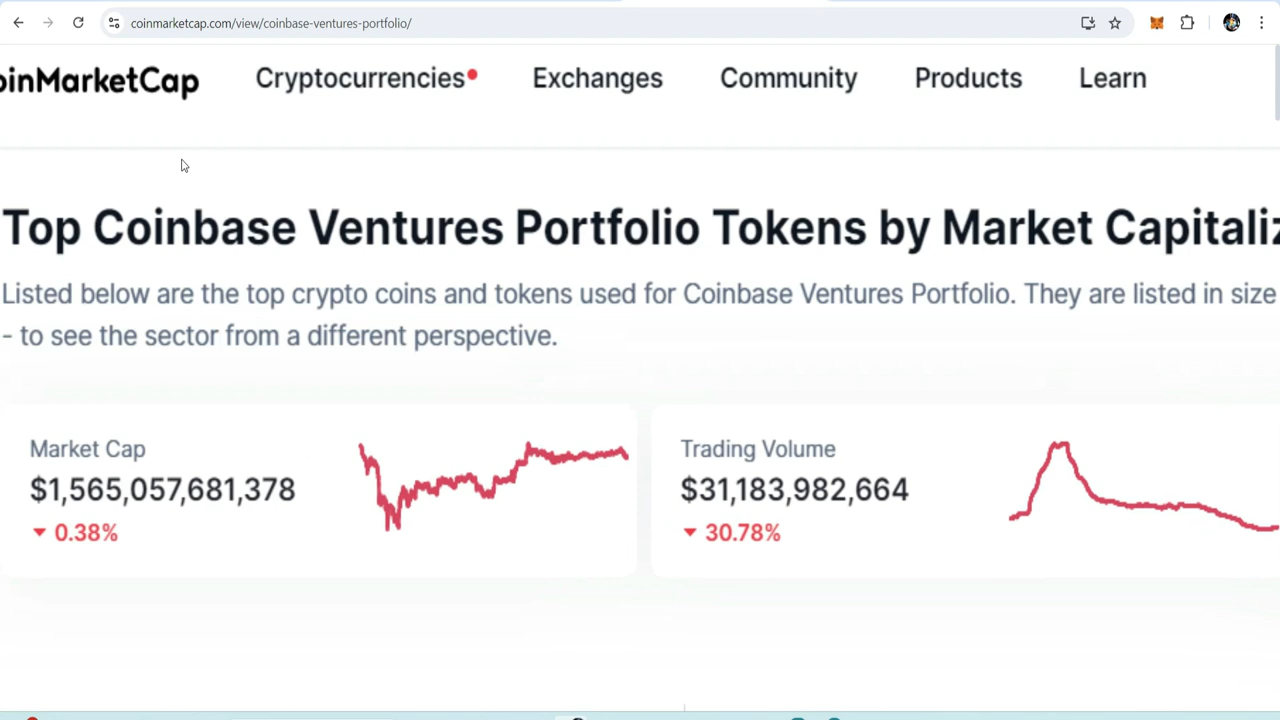 coinmarketcap.com/view/coinbase-ventures-portfolio/
oinMarketCap Cryptocurrencies Exchanges Community Products Learn
Top Coinbase Ventures Portfolio Tokens by Market Capitaliz
Listed below are the top crypto coins and tokens used for Coinbase Ventures Portfolio. They are listed in size
- to see the sector from a different perspective.
Market Cap
$1,565,057,681,378
0.38%
Trading Volume
$31,183,982,664
30.78%